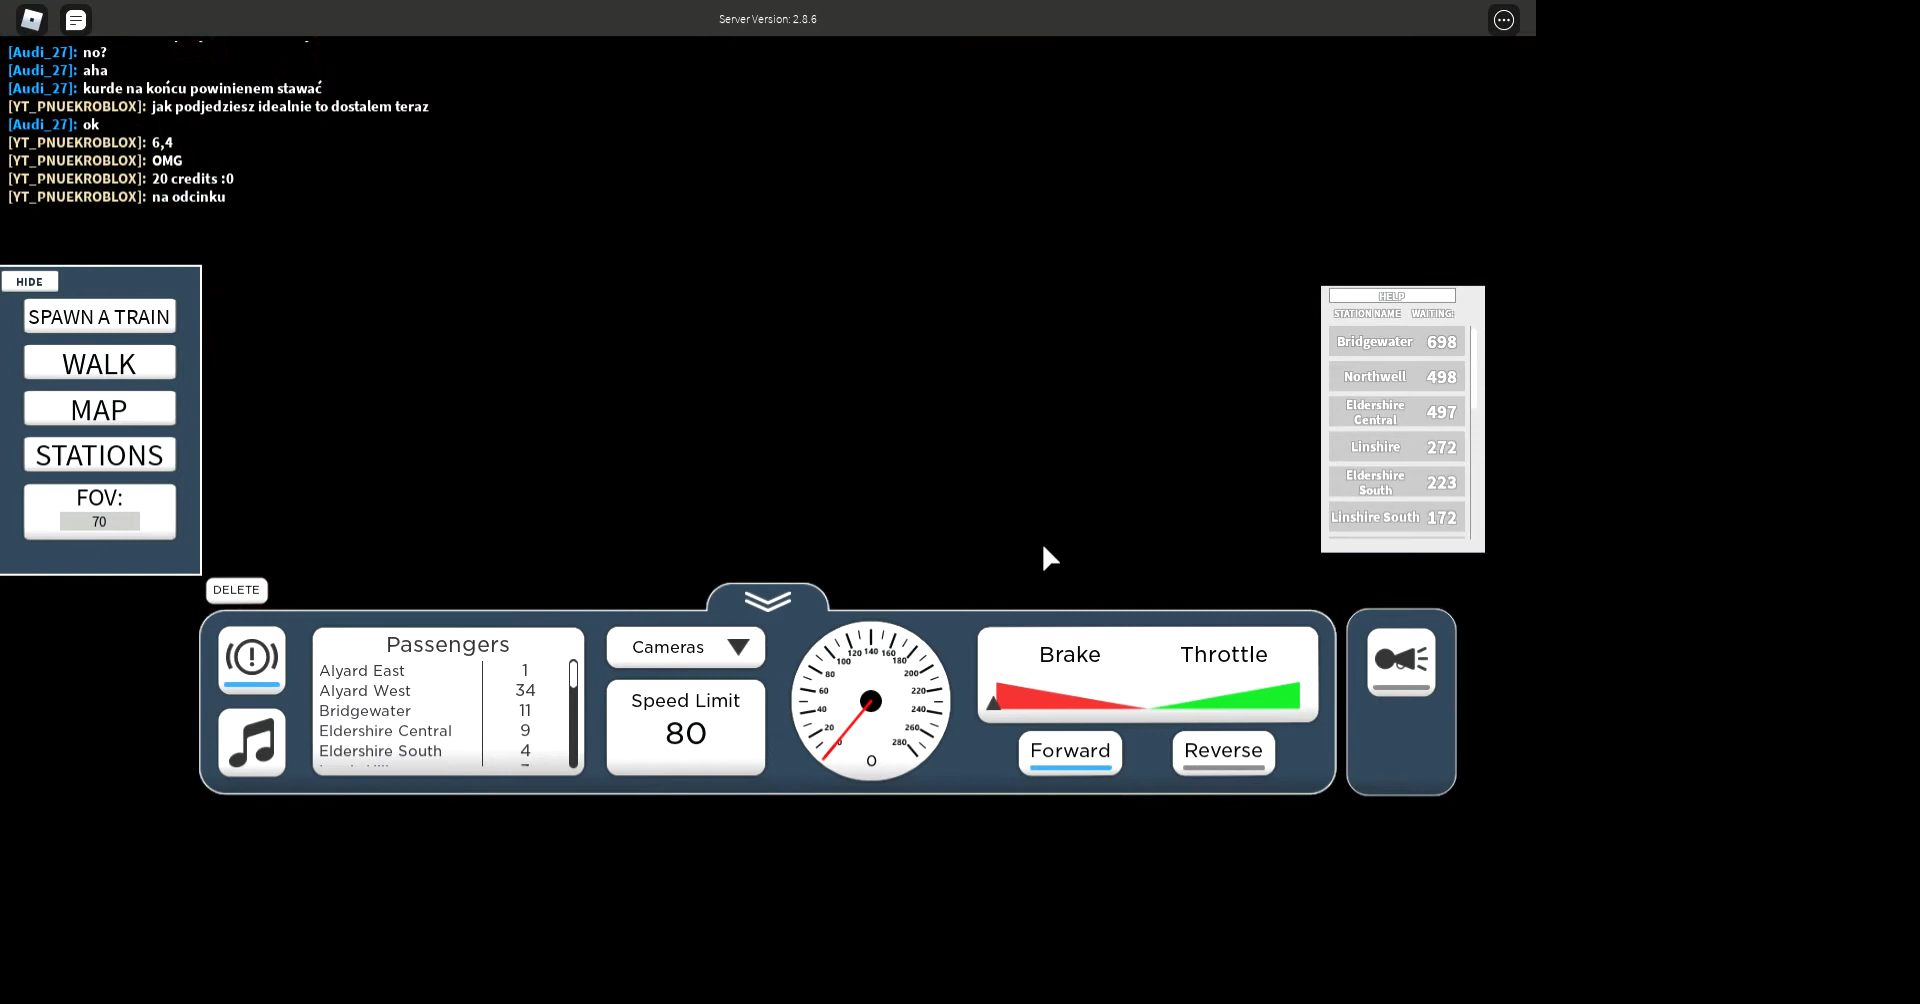 Server Version: 2.8.6
[Audi_27]: no?
[Audi_27]: aha
[Audi_27]: kurde na końcu powinienem stawać
[YT_PNUEKROBLOX]: jak podjedziesz idealnie to dostalem teraz
[Audi_27]: ok
[YT_PNUEKROBLOX]: 6,4
[YT_PNUEKROBLOX]: OMG
[YT_PNUEKROBLOX]: 20 credits :0
[YT_PNUEKROBLOX]: na odcinku
HIDE
SPAWN A TRAIN
WALK
MAP
STATIONS
FOV:
70
HELP
STATION NAME WAITING:
Bridgewater 698
Northwell 498
Eldershire
Central 497
Linshire 272
Eldershire
South 223
Linshire South 172
DELETE
Passengers
Alyard East 1
Alyard West 34
Bridgewater 11
Eldershire Central 9
Eldershire South 4
Cameras
Speed Limit
80
0 20 40 60 80 100 120 140 160 180 200 220 240 260 280
0
Brake Throttle
Forward Reverse